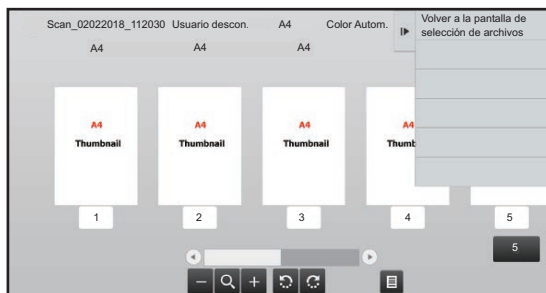 Scan_02022018_112030 Usuario descon. A4 Color Autom.
Volver a la pantalla de
selección de archivos
A4 A4 A4
A4 A4 A4 A4
Thumbnail Thumbnail Thumbnail Thumb
1 2 3 4 5
5